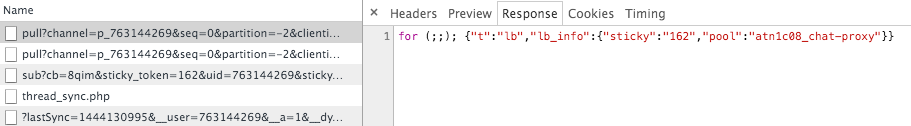 Name
× Headers Preview Response Cookies Timing
pull?channel=p_763144269&seq=0&partition=-2&clienti...
1 for (;;); {"t":"lb","lb_info":{"sticky":"162","pool":"atn1c08_chat-proxy"}}
pull?channel=p_763144269&seq=0&partition=-2&clienti...
sub?cb=8qim&sticky_token=162&uid=763144269&sticky...
thread_sync.php
?lastSync=1444130995&__user=763144269&__a=1&__dy...